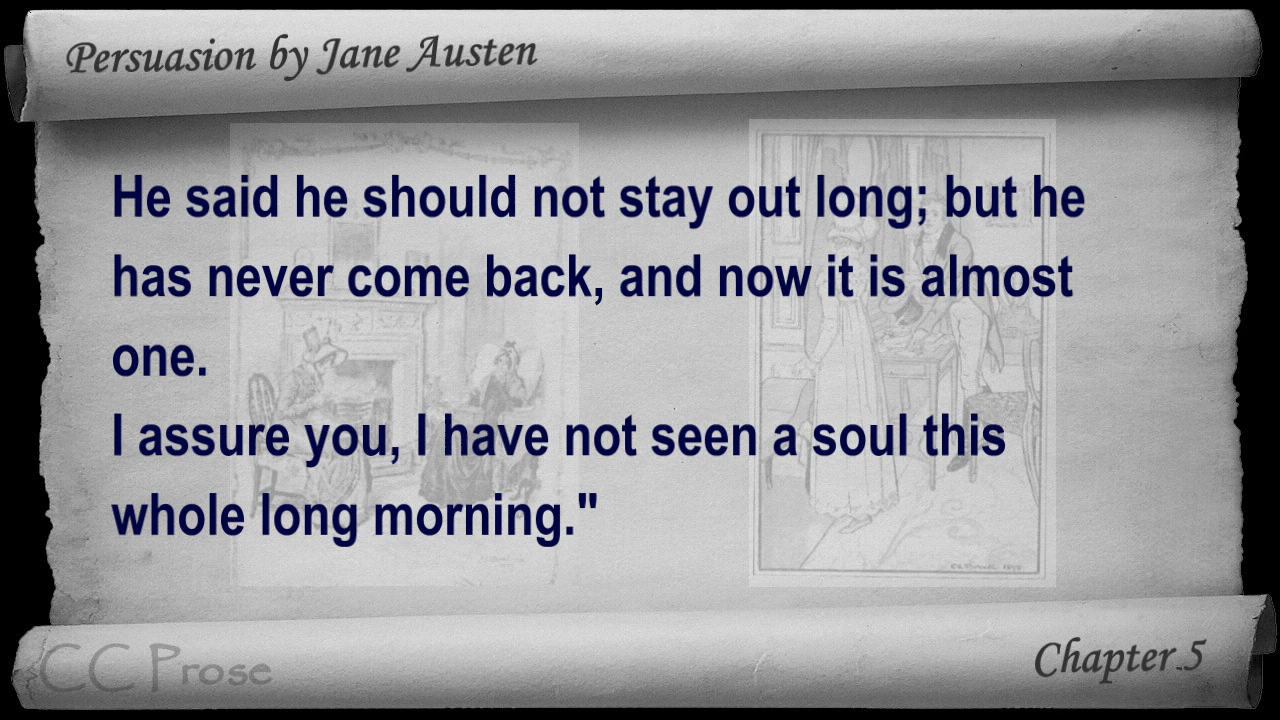 Persuasion by Jane Austen
He said he should not stay out long; but he
has never come back, and now it is almost
one.
I assure you, I have not seen a soul this
whole long morning."
CC Prose
Chapter 5